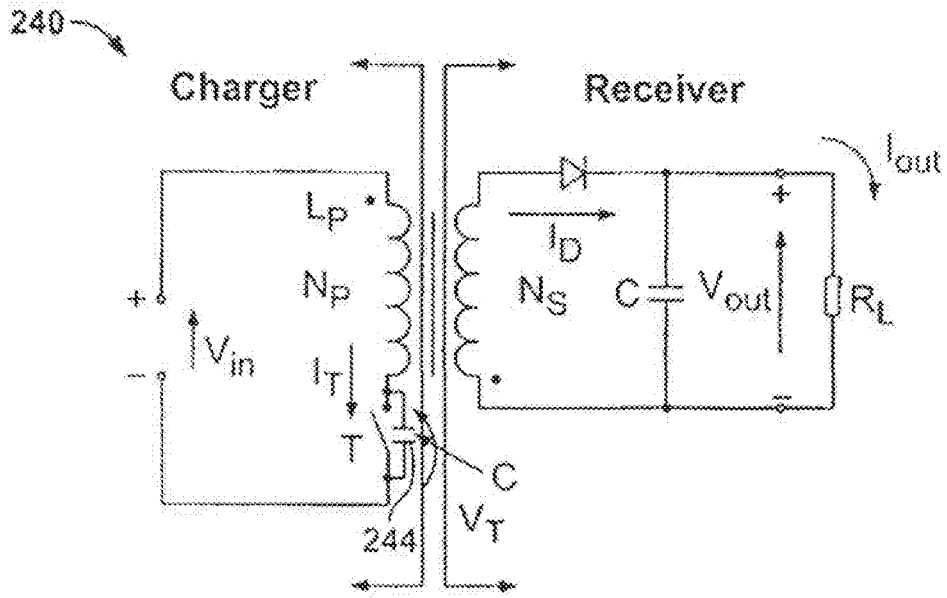 240
Charger
Receiver
I_out
L_P
+
I_D
N_P
N_S
C
V_out
R_L
+
−
V_in
I_T
−
T
C
V_T
244